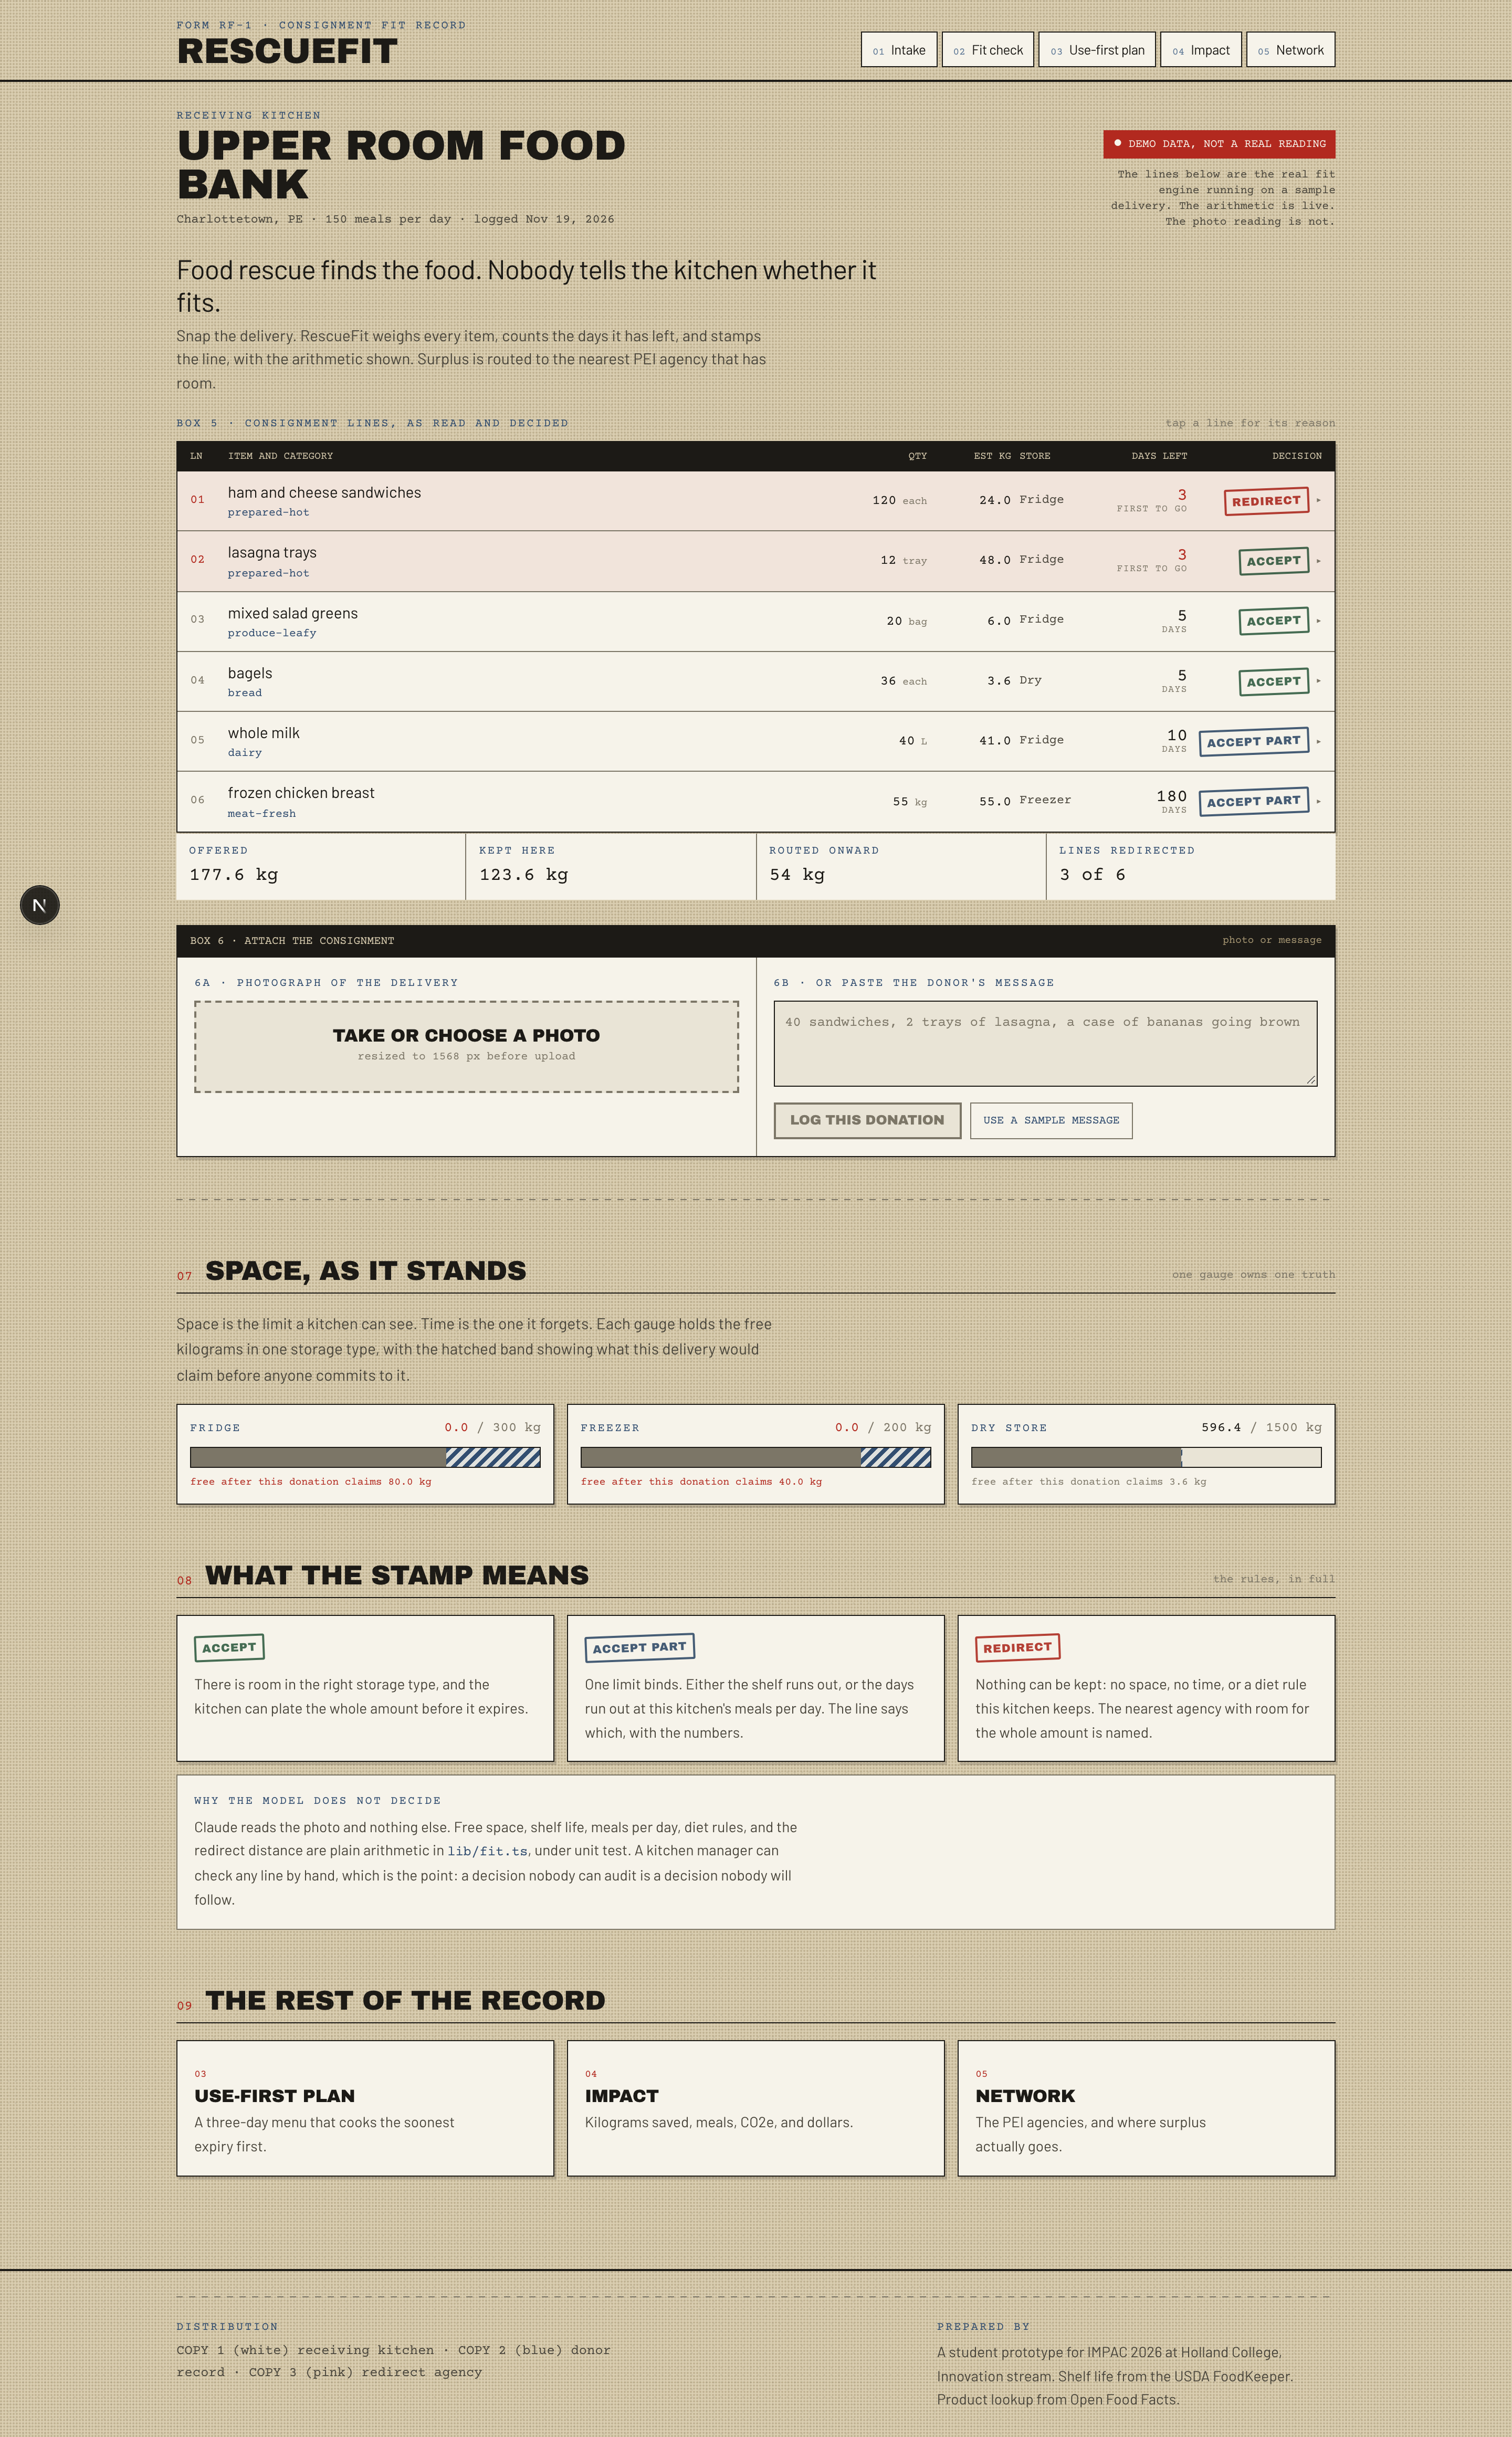 FORM RF-1 · CONSIGNMENT FIT RECORD
RESCUEFIT
01 Intake
02 Fit check
03 Use-first plan
04 Impact
05 Network
RECEIVING KITCHEN
UPPER ROOM FOOD
BANK
Charlottetown, PE · 150 meals per day · logged Nov 19, 2026
DEMO DATA, NOT A REAL READING
The lines below are the real fit
engine running on a sample
delivery. The arithmetic is live.
The photo reading is not.
Food rescue finds the food. Nobody tells the kitchen whether it
fits.
Snap the delivery. RescueFit weighs every item, counts the days it has left, and stamps
the line, with the arithmetic shown. Surplus is routed to the nearest PEI agency that has
room.
BOX 5 · CONSIGNMENT LINES, AS READ AND DECIDED
tap a line for its reason
LN ITEM AND CATEGORY QTY EST KG STORE DAYS LEFT DECISION
01 ham and cheese sandwiches 120 each 24.0 Fridge 3 REDIRECT
prepared-hot FIRST TO GO
02 lasagna trays 12 tray 48.0 Fridge 3 ACCEPT
prepared-hot FIRST TO GO
03 mixed salad greens 20 bag 6.0 Fridge 5 ACCEPT
produce-leafy DAYS
04 bagels 36 each 3.6 Dry 5 ACCEPT
bread DAYS
05 whole milk 40 L 41.0 Fridge 10 ACCEPT PART
dairy DAYS
06 frozen chicken breast 55 kg 55.0 Freezer 180 ACCEPT PART
meat-fresh DAYS
OFFERED
177.6 kg
KEPT HERE
123.6 kg
ROUTED ONWARD
54 kg
LINES REDIRECTED
3 of 6
N
BOX 6 · ATTACH THE CONSIGNMENT
photo or message
6A · PHOTOGRAPH OF THE DELIVERY
TAKE OR CHOOSE A PHOTO
resized to 1568 px before upload
6B · OR PASTE THE DONOR'S MESSAGE
40 sandwiches, 2 trays of lasagna, a case of bananas going brown
LOG THIS DONATION
USE A SAMPLE MESSAGE
07 SPACE, AS IT STANDS
one gauge owns one truth
Space is the limit a kitchen can see. Time is the one it forgets. Each gauge holds the free
kilograms in one storage type, with the hatched band showing what this delivery would
claim before anyone commits to it.
FRIDGE 0.0 / 300 kg
free after this donation claims 80.0 kg
FREEZER 0.0 / 200 kg
free after this donation claims 40.0 kg
DRY STORE 596.4 / 1500 kg
free after this donation claims 3.6 kg
08 WHAT THE STAMP MEANS
the rules, in full
ACCEPT
There is room in the right storage type, and the
kitchen can plate the whole amount before it expires.
ACCEPT PART
One limit binds. Either the shelf runs out, or the days
run out at this kitchen's meals per day. The line says
which, with the numbers.
REDIRECT
Nothing can be kept: no space, no time, or a diet rule
this kitchen keeps. The nearest agency with room for
the whole amount is named.
WHY THE MODEL DOES NOT DECIDE
Claude reads the photo and nothing else. Free space, shelf life, meals per day, diet rules, and the
redirect distance are plain arithmetic in lib/fit.ts, under unit test. A kitchen manager can
check any line by hand, which is the point: a decision nobody can audit is a decision nobody will
follow.
09 THE REST OF THE RECORD
03
USE-FIRST PLAN
A three-day menu that cooks the soonest
expiry first.
04
IMPACT
Kilograms saved, meals, CO2e, and dollars.
05
NETWORK
The PEI agencies, and where surplus
actually goes.
DISTRIBUTION
COPY 1 (white) receiving kitchen · COPY 2 (blue) donor
record · COPY 3 (pink) redirect agency
PREPARED BY
A student prototype for IMPAC 2026 at Holland College,
Innovation stream. Shelf life from the USDA FoodKeeper.
Product lookup from Open Food Facts.